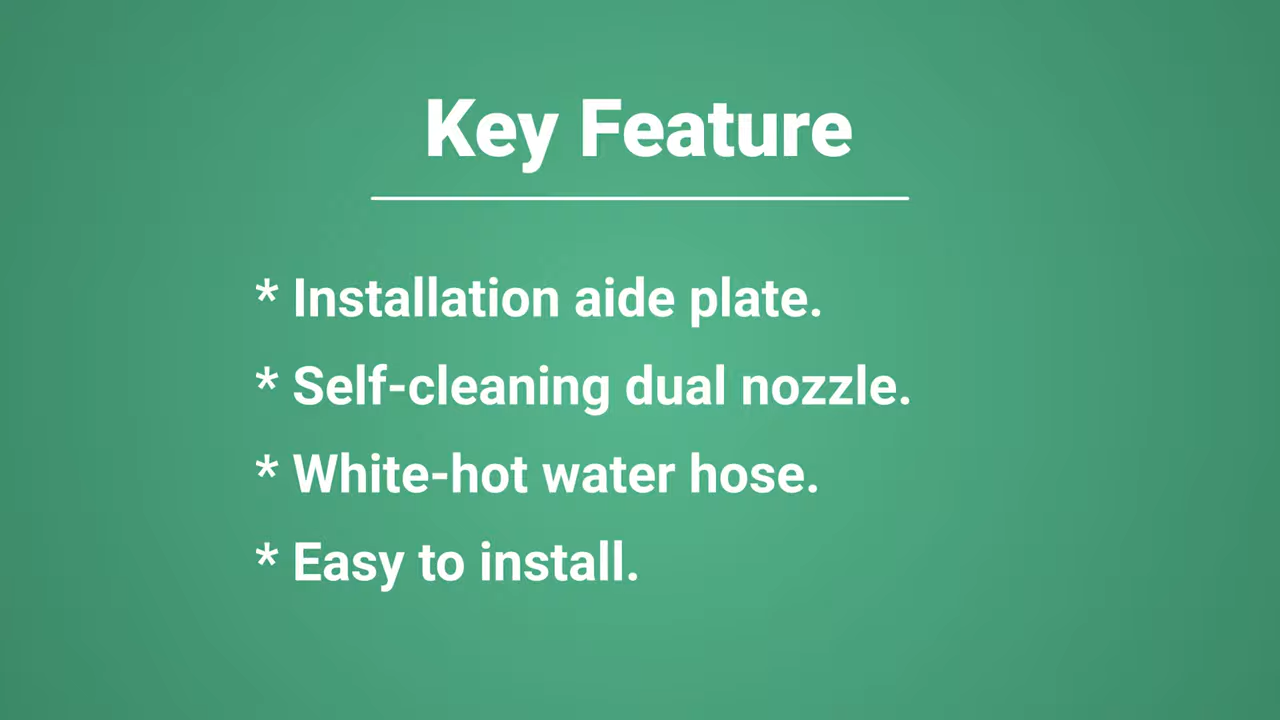 Key Feature
* Installation aide plate.
* Self-cleaning dual nozzle.
* White-hot water hose.
* Easy to install.